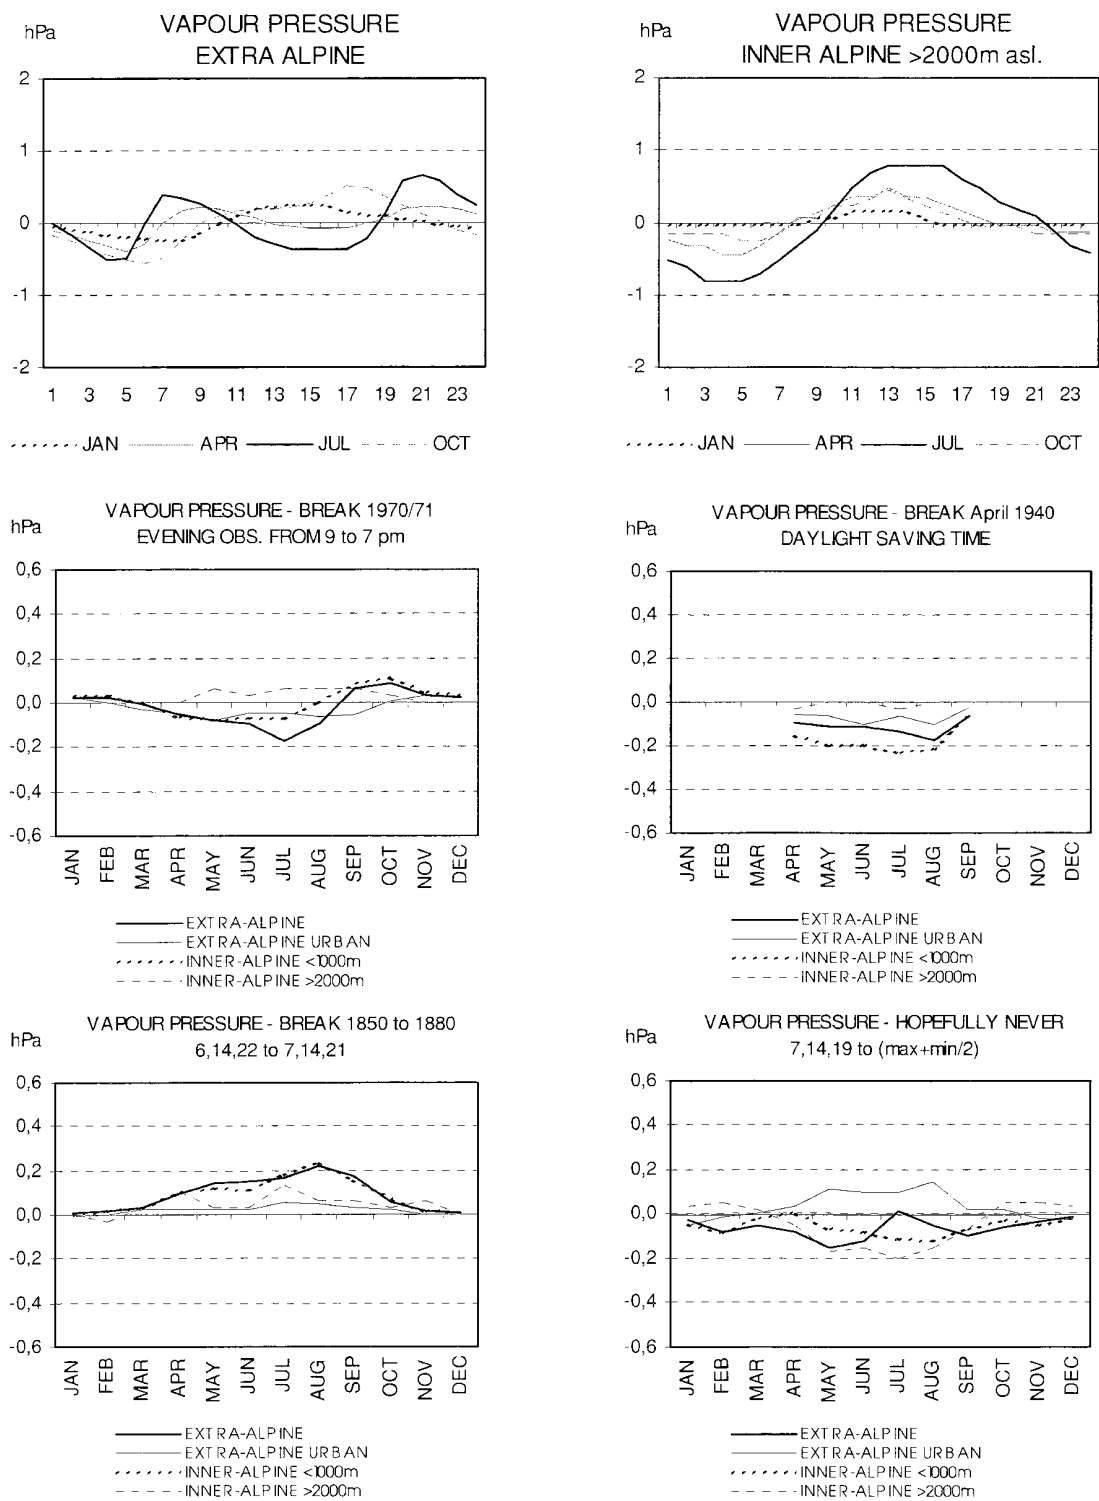 VAPOUR PRESSURE
EXTRA ALPINE
hPa
2
1
0
-1
-2
1 3 5 7 9 11 13 15 17 19 21 23
JAN APR JUL OCT
VAPOUR PRESSURE
INNER ALPINE >2000m asl.
hPa
2
1
0
-1
-2
1 3 5 7 9 11 13 15 17 19 21 23
JAN APR JUL OCT
VAPOUR PRESSURE - BREAK 1970/71
EVENING OBS. FROM 9 to 7 pm
hPa
0,6
0,4
0,2
0,0
-0,2
-0,4
-0,6
JAN FEB MAR APR MAY JUN JUL AUG SEP OCT NOV DEC
EXTRA-ALPINE
EXTRA-ALPINE URBAN
INNER-ALPINE <1000m
INNER-ALPINE >2000m
VAPOUR PRESSURE - BREAK April 1940
DAYLIGHT SAVING TIME
hPa
0,6
0,4
0,2
0,0
-0,2
-0,4
-0,6
JAN FEB MAR APR MAY JUN JUL AUG SEP OCT NOV DEC
EXTRA-ALPINE
EXTRA-ALPINE URBAN
INNER-ALPINE <1000m
INNER-ALPINE >2000m
VAPOUR PRESSURE - BREAK 1850 to 1880
6,14,22 to 7,14,21
hPa
0,6
0,4
0,2
0,0
-0,2
-0,4
-0,6
JAN FEB MAR APR MAY JUN JUL AUG SEP OCT NOV DEC
EXTRA-ALPINE
EXTRA-ALPINE URBAN
INNER-ALPINE <1000m
INNER-ALPINE >2000m
VAPOUR PRESSURE - HOPEFULLY NEVER
7,14,19 to (max+min/2)
hPa
0,6
0,4
0,2
0,0
-0,2
-0,4
-0,6
JAN FEB MAR APR MAY JUN JUL AUG SEP OCT NOV DEC
EXTRA-ALPINE
EXTRA-ALPINE URBAN
INNER-ALPINE <1000m
INNER-ALPINE >2000m